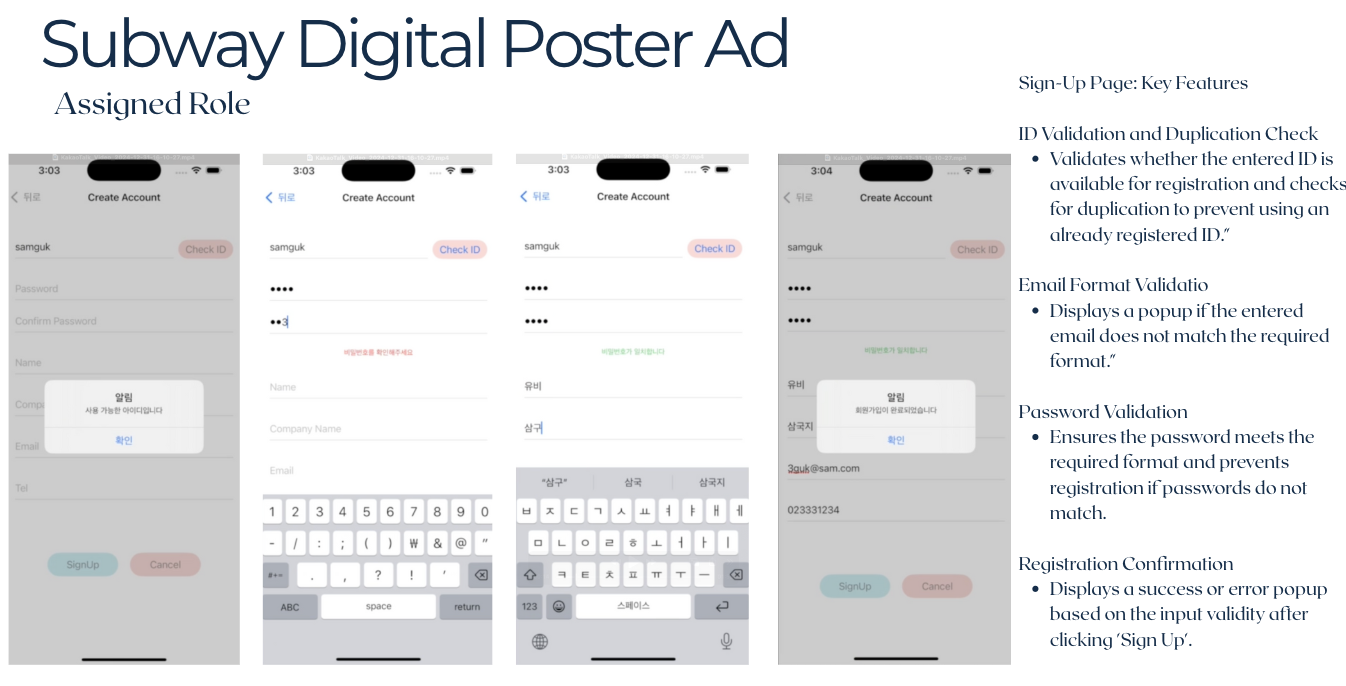 Subway Digital Poster Ad
Assigned Role
3:03
뒤로
Create Account
samguk
Check ID
Password
Confirm Password
Name
Email
Tel
알림
사용 가능한 아이디입니다
확인
SignUp
Cancel
3:03
뒤로
Create Account
samguk
Check ID
••••
••3
비밀번호를 확인해주세요
Name
Company Name
Email
1 2 3 4 5 6 7 8 9 0
- / : ; ( ) ₩ & @ "
#+= . , ? ! '
ABC space return
3:03
뒤로
Create Account
samguk
Check ID
••••
••••
비밀번호가 일치합니다
유비
삼구
"삼구" 삼국 삼국지
ㅂ ㅈ ㄷ ㄱ ㅅ ㅛ ㅕ ㅑ ㅐ ㅔ
ㅁ ㄴ ㅇ ㄹ ㅎ ㅗ ㅓ ㅏ ㅣ
ㅋ ㅌ ㅊ ㅍ ㅠ ㅜ ㅡ
123 스페이스
3:04
뒤로
Create Account
samguk
Check ID
••••
••••
비밀번호가 일치합니다
유비
삼국지
알림
회원가입이 완료되었습니다
확인
3guk@sam.com
023331234
SignUp
Cancel
Sign-Up Page: Key Features
ID Validation and Duplication Check
• Validates whether the entered ID is
available for registration and checks
for duplication to prevent using an
already registered ID."
Email Format Validatio
• Displays a popup if the entered
email does not match the required
format."
Password Validation
• Ensures the password meets the
required format and prevents
registration if passwords do not
match.
Registration Confirmation
• Displays a success or error popup
based on the input validity after
clicking 'Sign Up'.